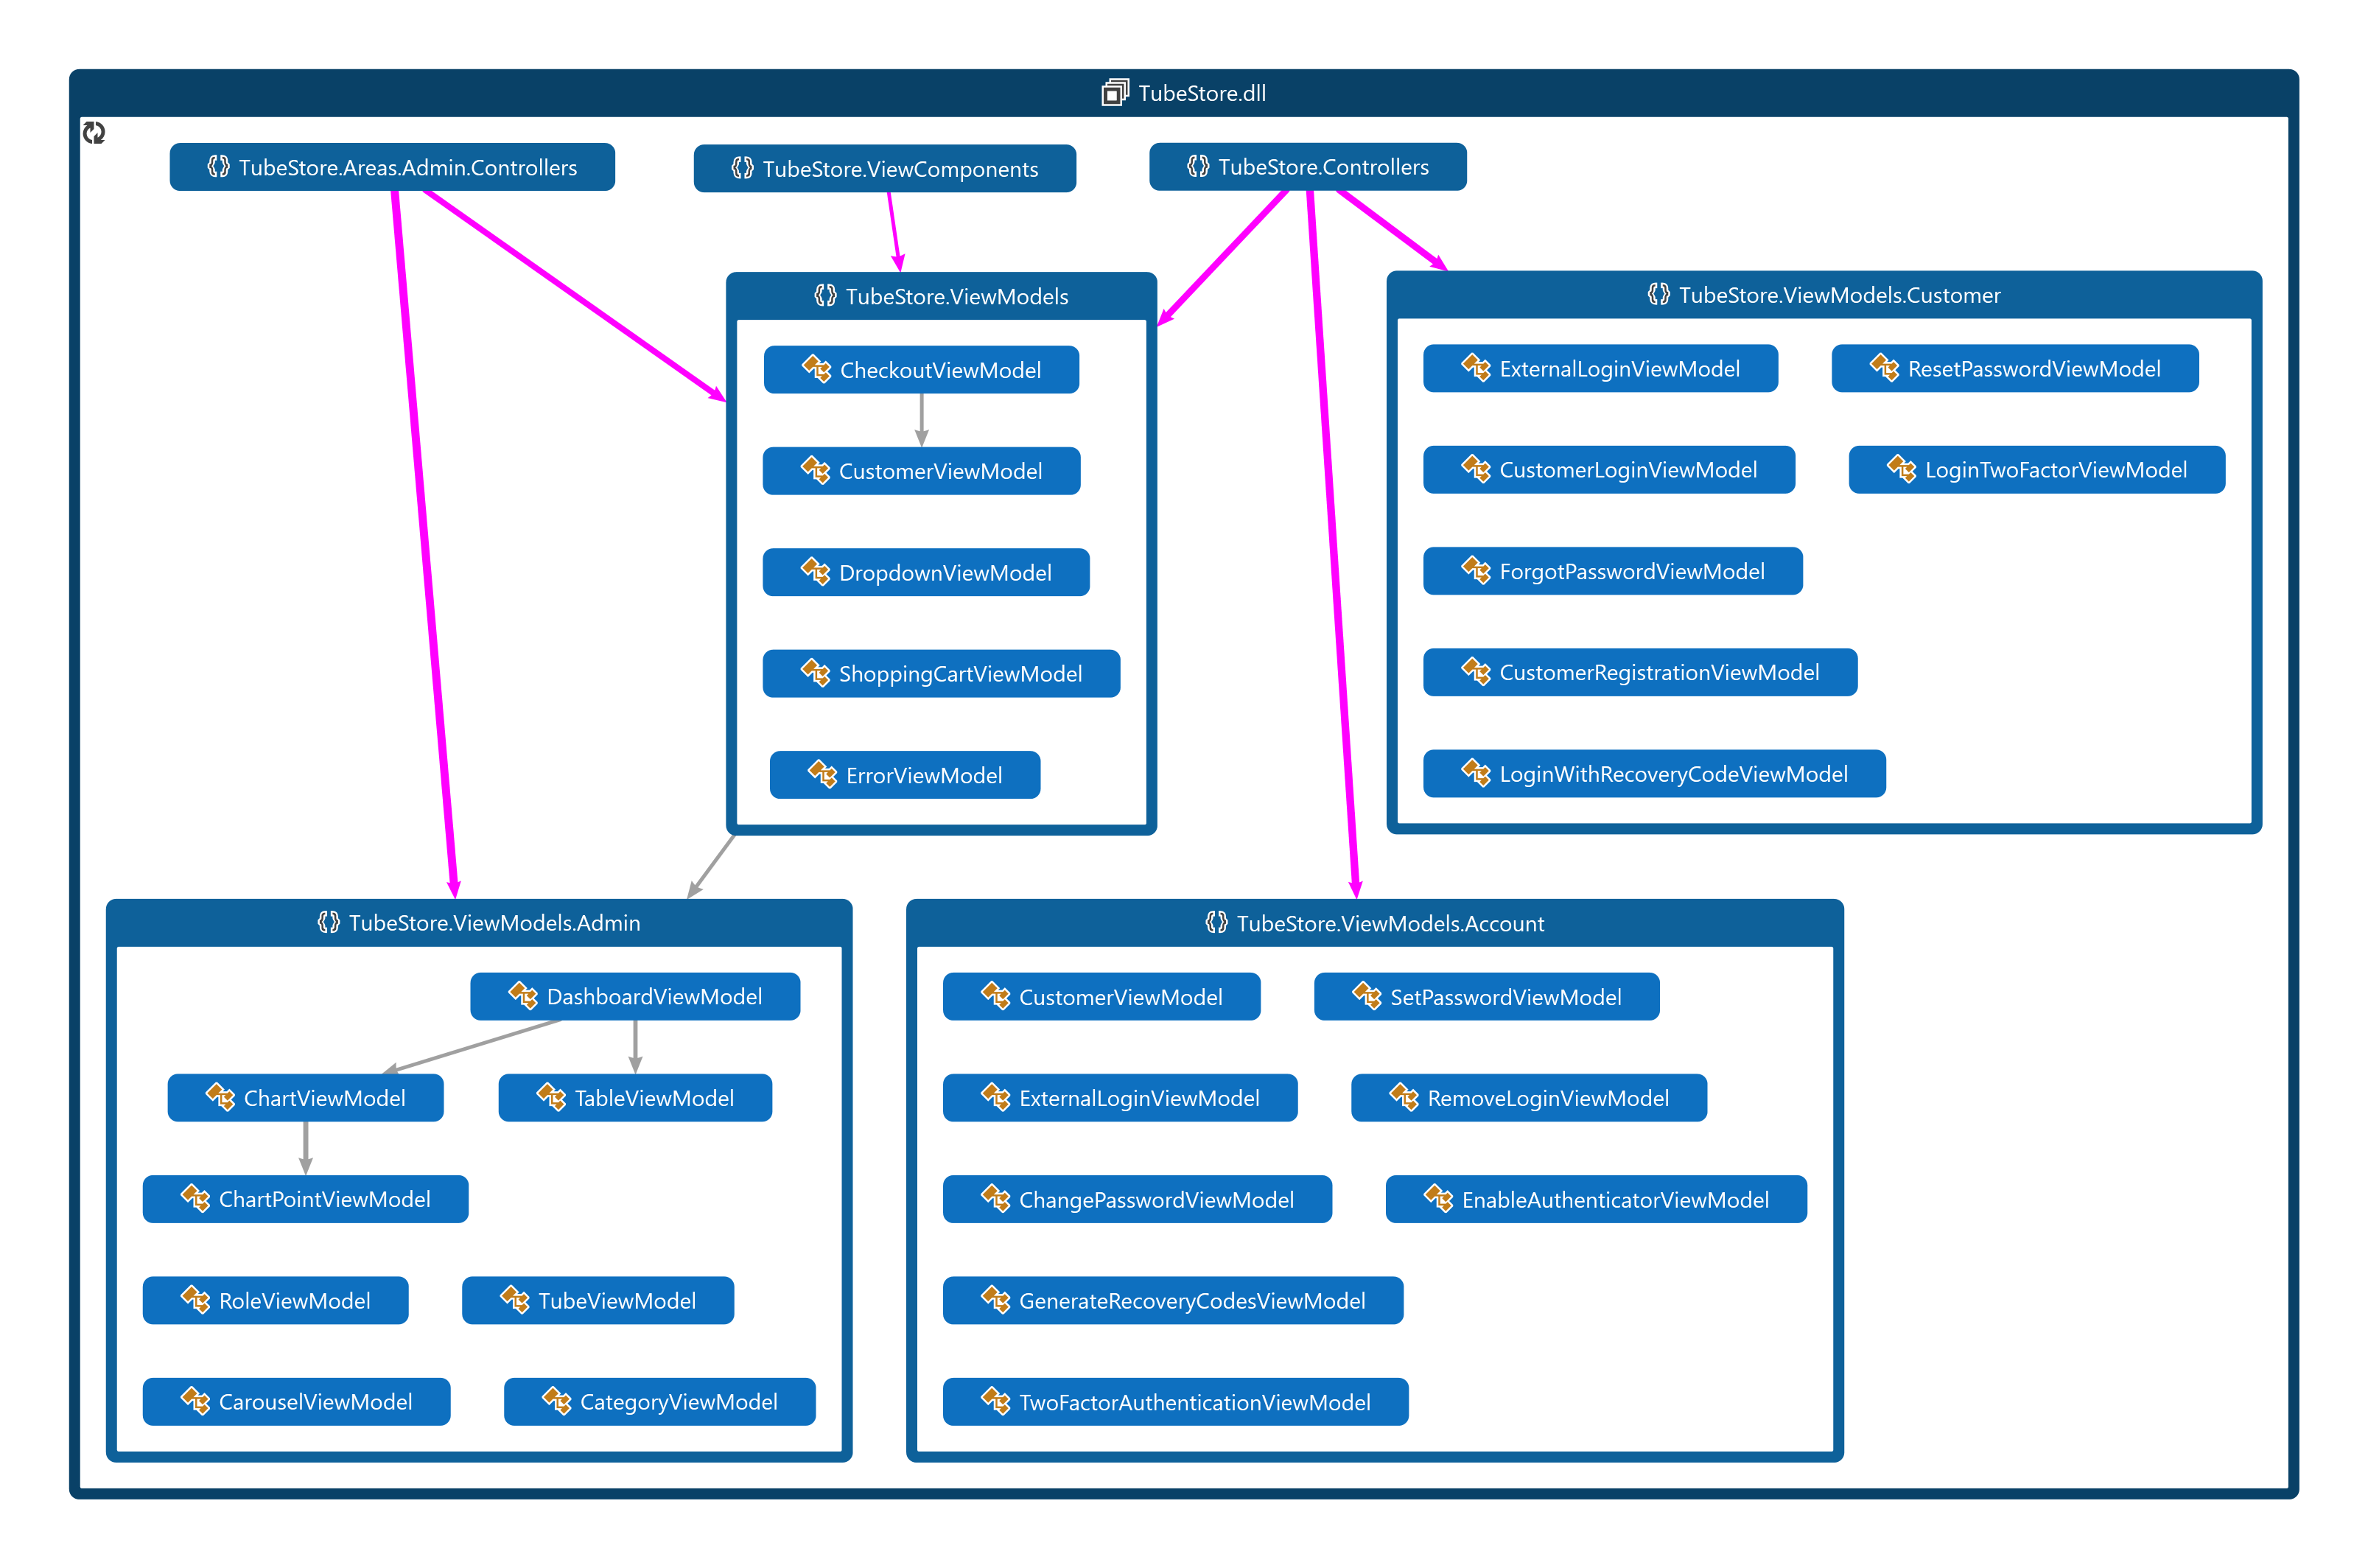 TubeStore.dll
TubeStore.Areas.Admin.Controllers
TubeStore.ViewComponents
TubeStore.Controllers
TubeStore.ViewModels
CheckoutViewModel
CustomerViewModel
DropdownViewModel
ShoppingCartViewModel
ErrorViewModel
TubeStore.ViewModels.Customer
ExternalLoginViewModel
ResetPasswordViewModel
CustomerLoginViewModel
LoginTwoFactorViewModel
ForgotPasswordViewModel
CustomerRegistrationViewModel
LoginWithRecoveryCodeViewModel
TubeStore.ViewModels.Admin
DashboardViewModel
ChartViewModel
TableViewModel
ChartPointViewModel
RoleViewModel
TubeViewModel
CarouselViewModel
CategoryViewModel
TubeStore.ViewModels.Account
CustomerViewModel
SetPasswordViewModel
ExternalLoginViewModel
RemoveLoginViewModel
ChangePasswordViewModel
EnableAuthenticatorViewModel
GenerateRecoveryCodesViewModel
TwoFactorAuthenticationViewModel